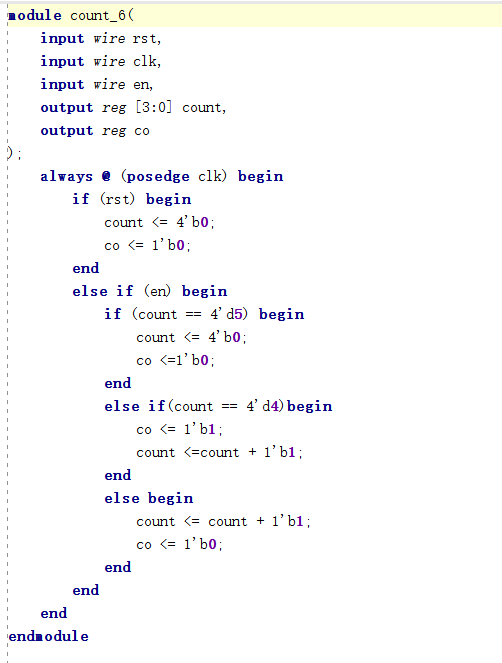 module count_6(
    input wire rst,
    input wire clk,
    input wire en,
    output reg [3:0] count,
    output reg co
);
    always @ (posedge clk) begin
        if (rst) begin
            count <= 4'b0;
            co <= 1'b0;
        end
        else if (en) begin
            if (count == 4'd5) begin
                count <= 4'b0;
                co <=1'b0;
            end
            else if(count == 4'd4)begin
                co <= 1'b1;
                count <=count + 1'b1;
            end
            else begin
                count <= count + 1'b1;
                co <= 1'b0;
            end
        end
    end
endmodule